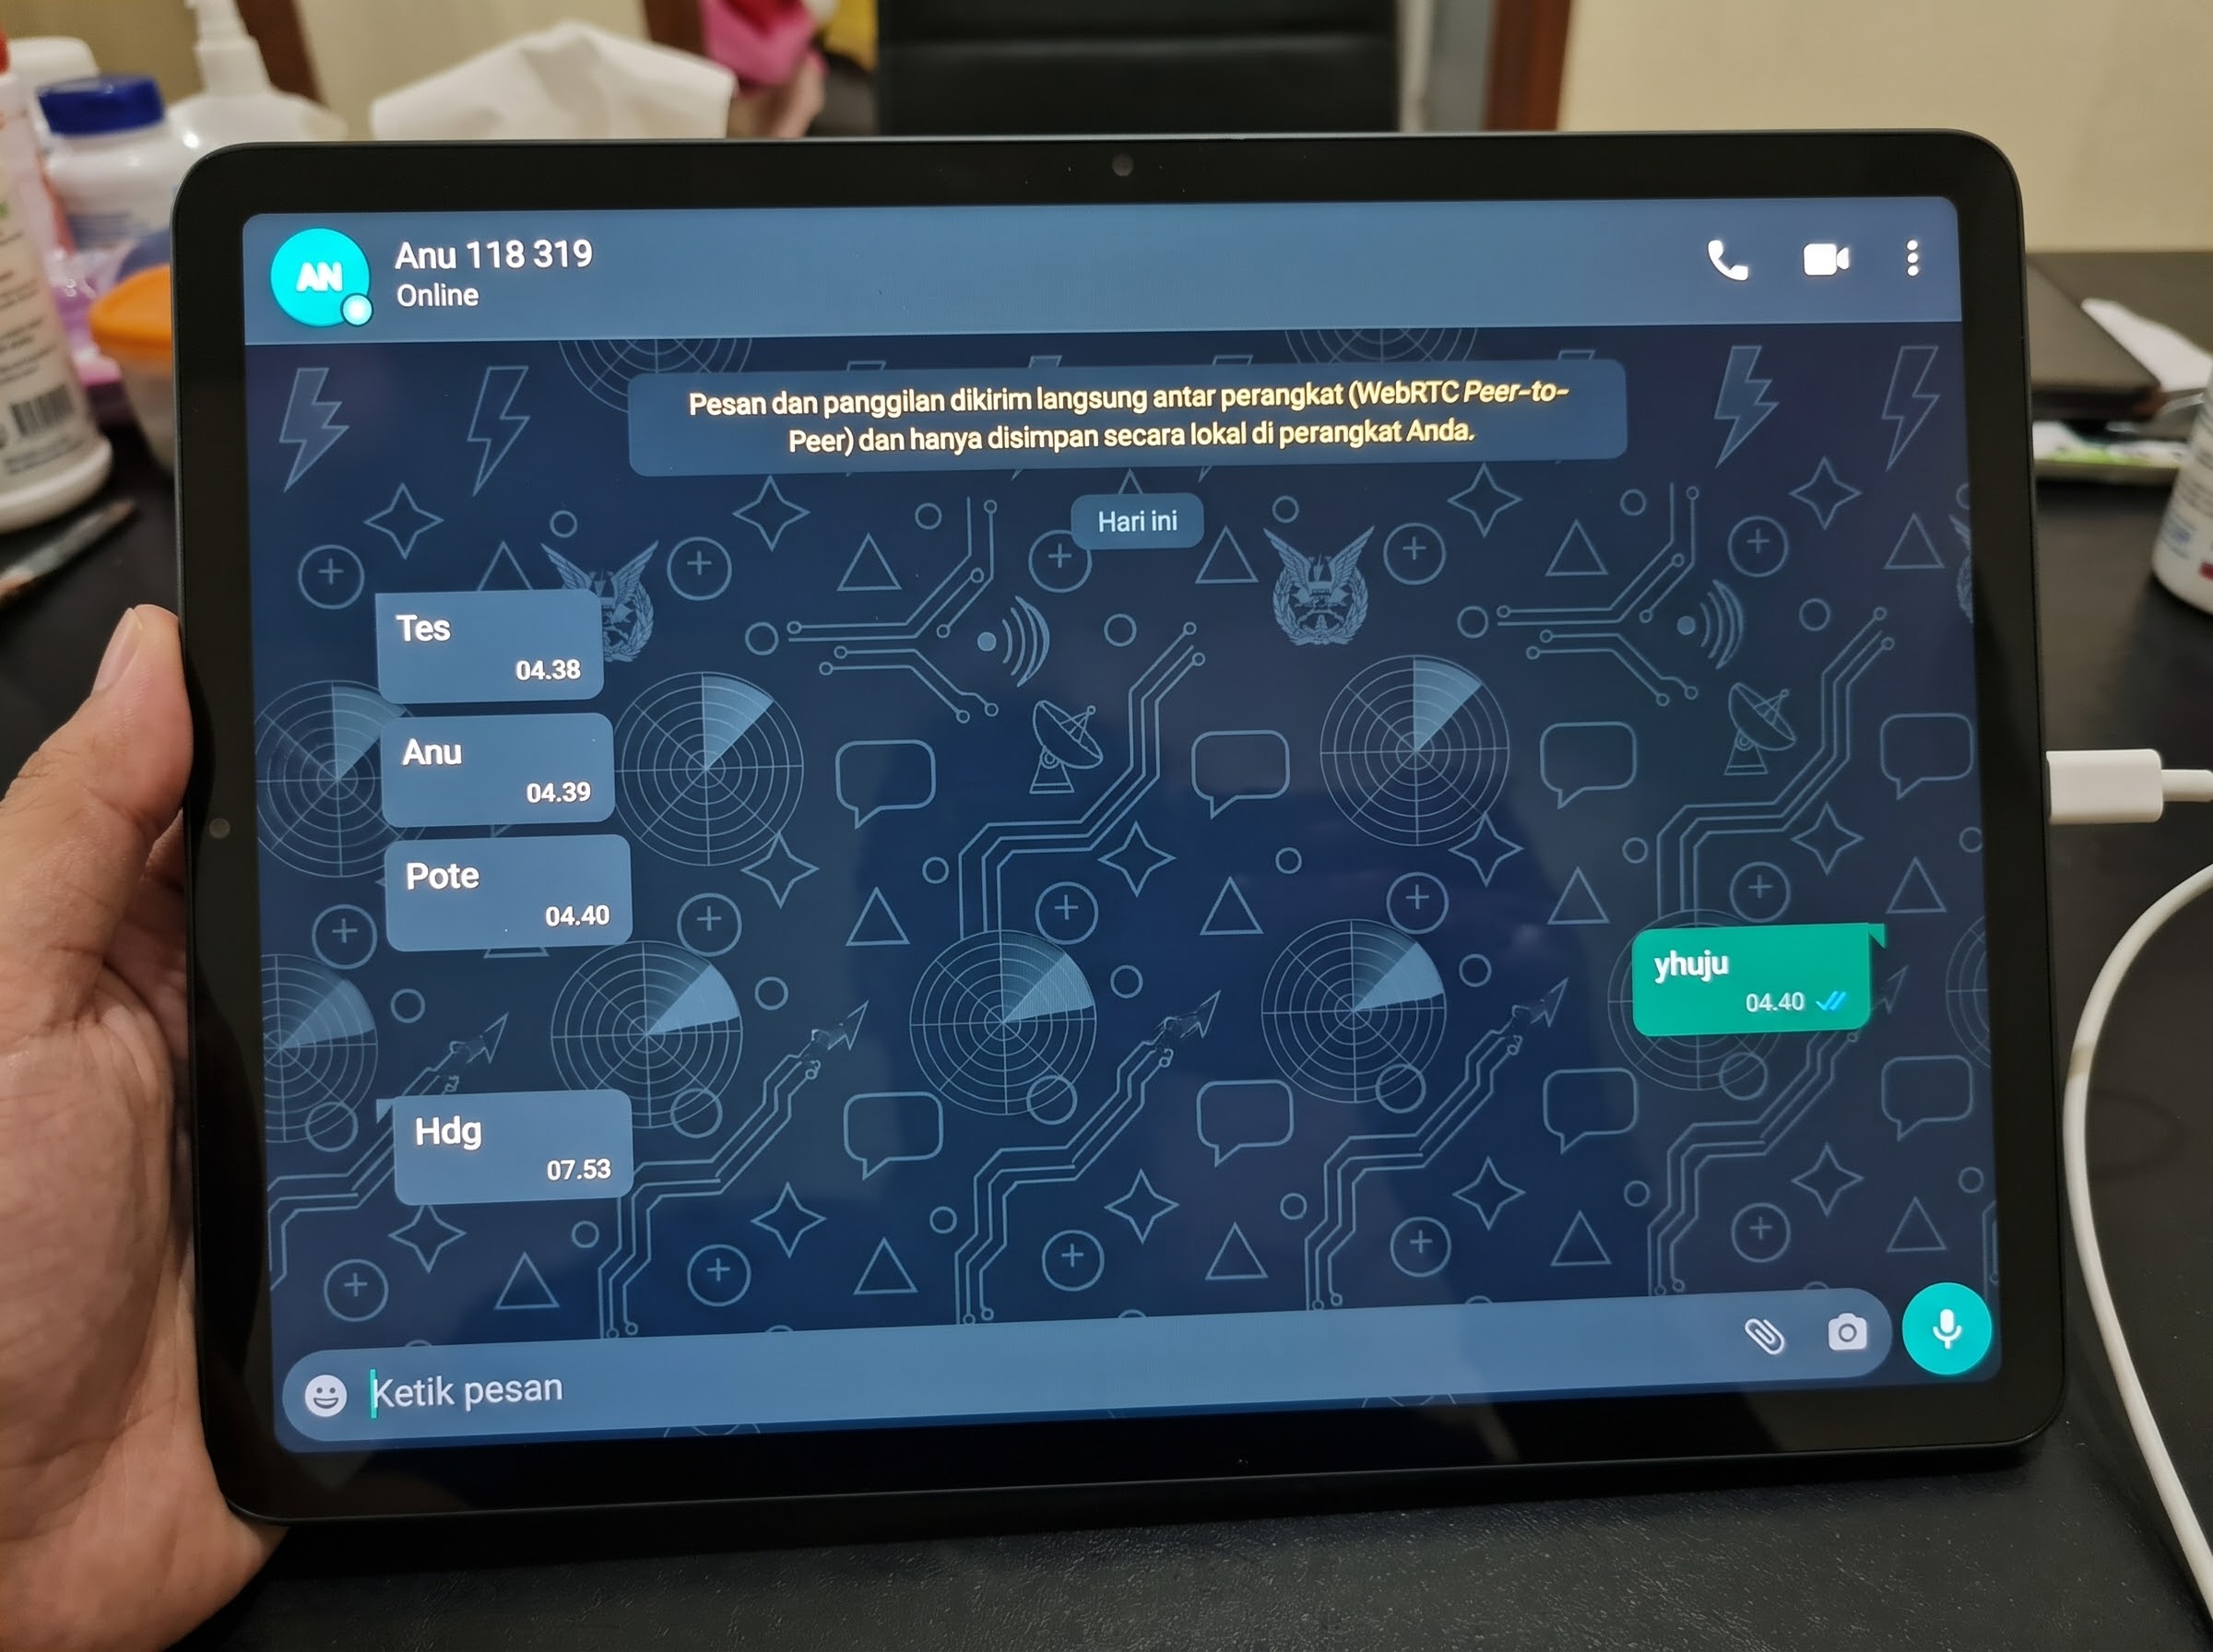 AN
Anu 118 319
Online
Pesan dan panggilan dikirim langsung antar perangkat (WebRTC Peer-to-
Peer) dan hanya disimpan secara lokal di perangkat Anda.
Hari ini
Tes
04.38
Anu
04.39
Pote
04.40
yhuju
04.40
Hdg
07.53
Ketik pesan